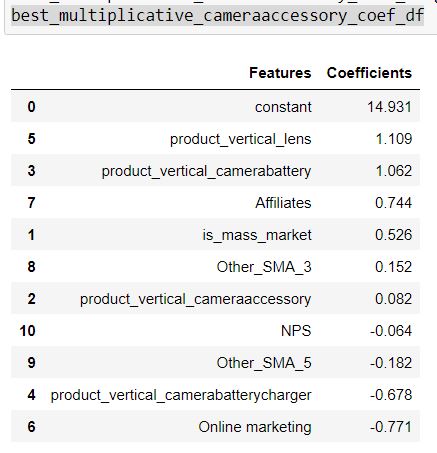 best_multiplicative_cameraaccessory_coef_df
Features Coefficients
0 constant 14.931
5 product_vertical_lens 1.109
3 product_vertical_camerabattery 1.062
7 Affiliates 0.744
1 is_mass_market 0.526
8 Other_SMA_3 0.152
2 product_vertical_cameraaccessory 0.082
10 NPS -0.064
9 Other_SMA_5 -0.182
4 product_vertical_camerabatterycharger -0.678
6 Online marketing -0.771